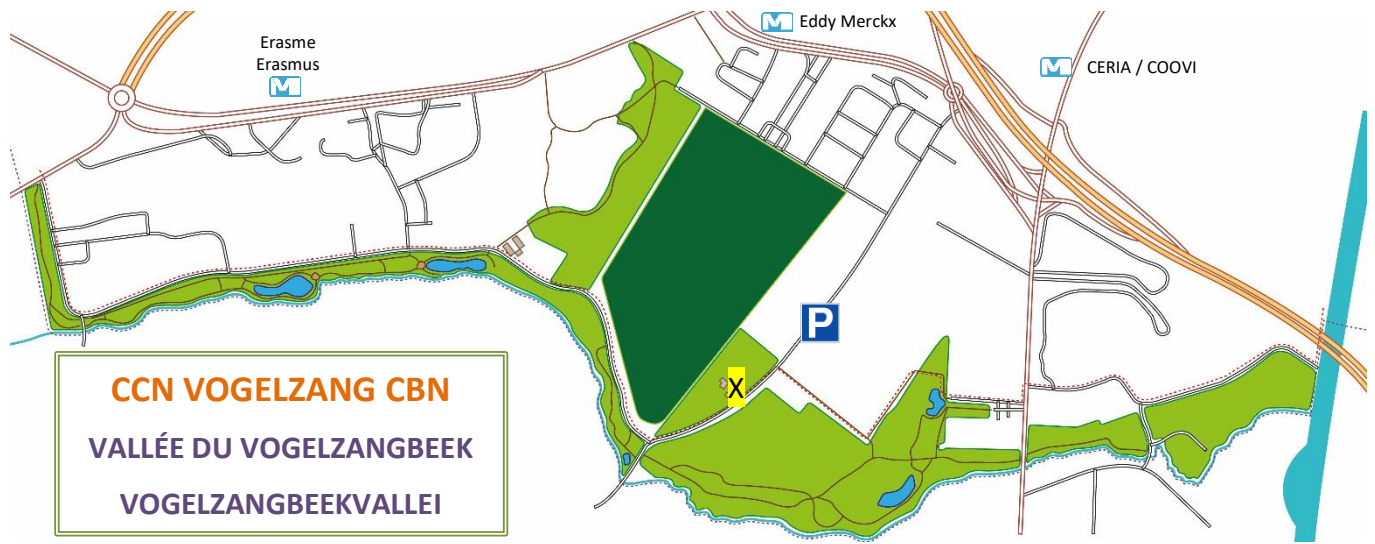 Eddy Merckx
Erasme
Erasmus
M
M
M
CERIA / COOVI
P
X
CCN VOGELZANG CBN
VALLÉE DU VOGELZANGBEEK
VOGELZANGBEEKVALLEI